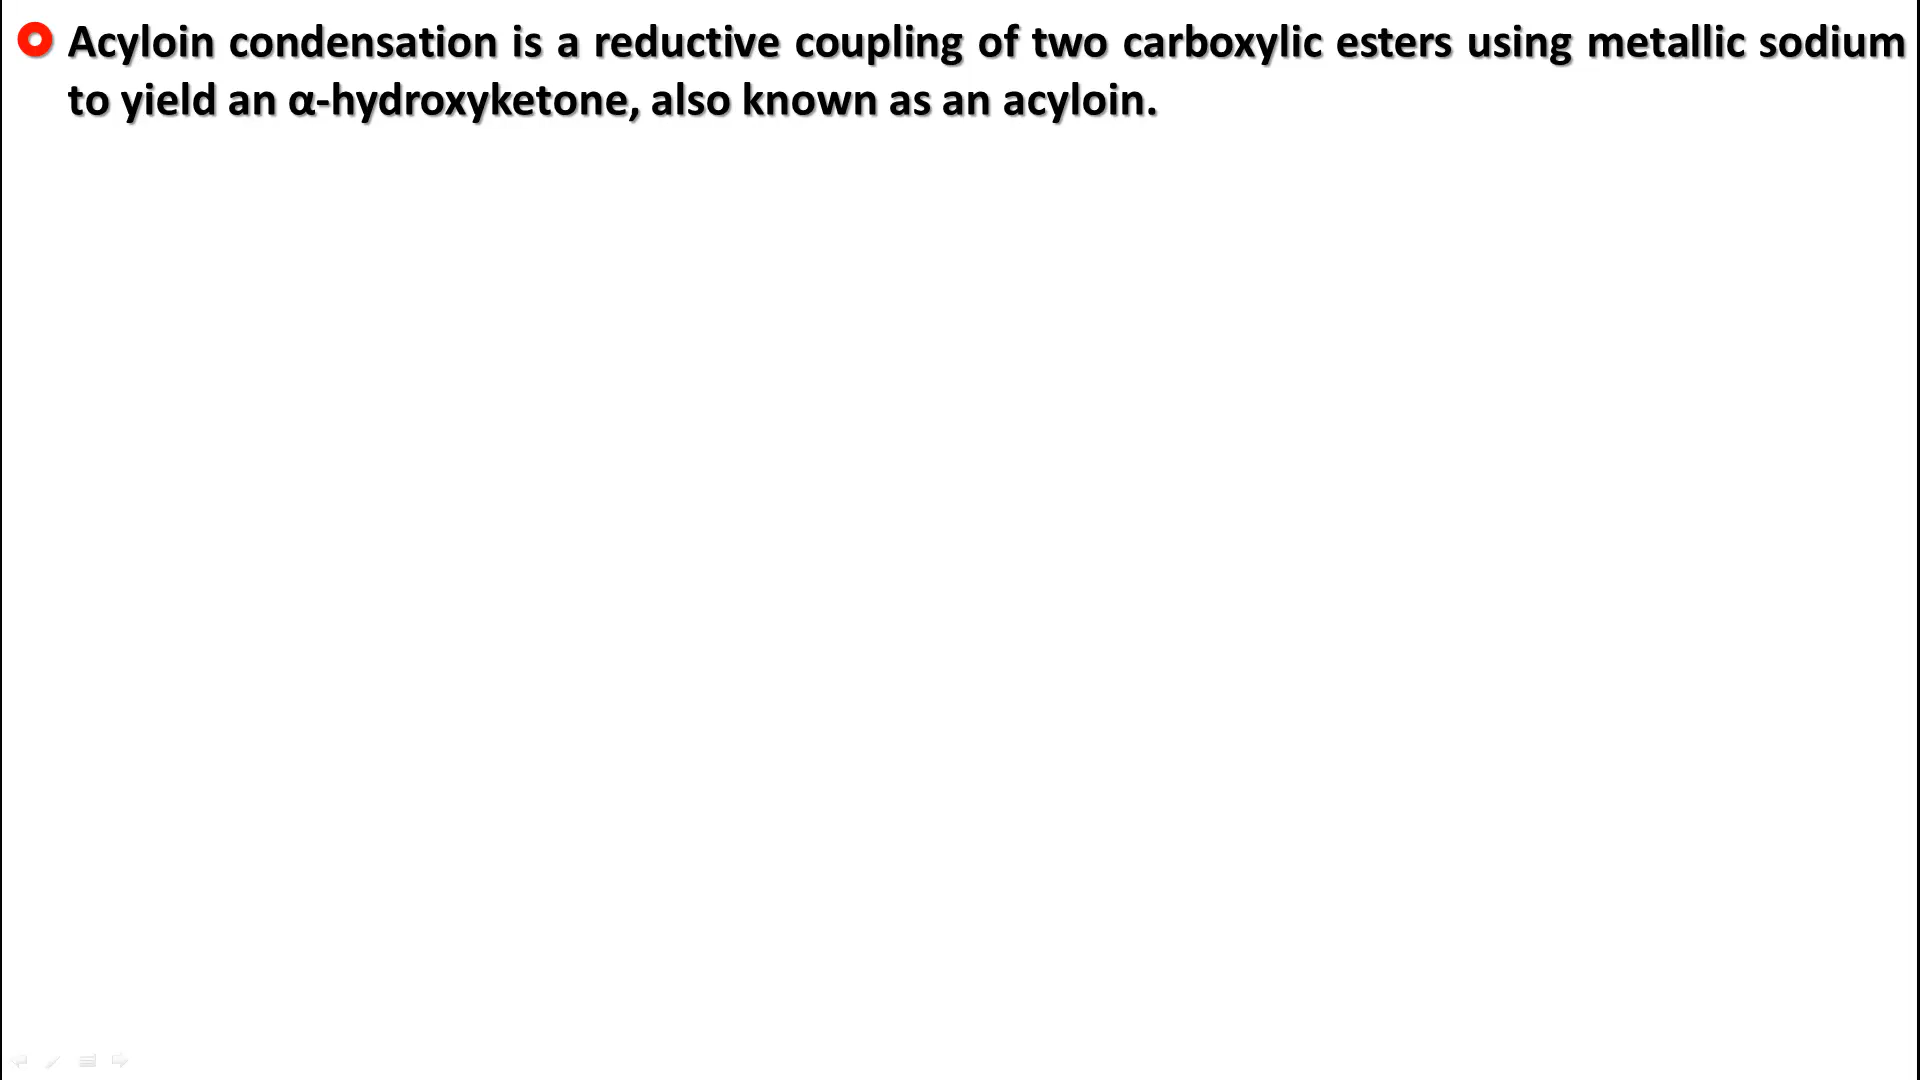 Acyloin condensation is a reductive coupling of two carboxylic esters using metallic sodium
to yield an α-hydroxyketone, also known as an acyloin.